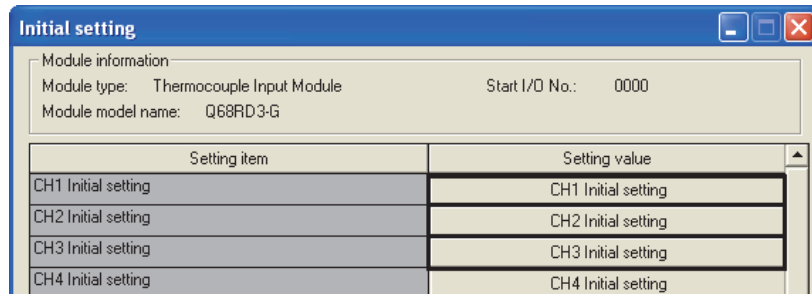 Initial setting
Module information
Module type: Thermocouple Input Module Start I/O No.: 0000
Module model name: Q68RD3-G
Setting item Setting value
CH1 Initial setting CH1 Initial setting
CH2 Initial setting CH2 Initial setting
CH3 Initial setting CH3 Initial setting
CH4 Initial setting CH4 Initial setting